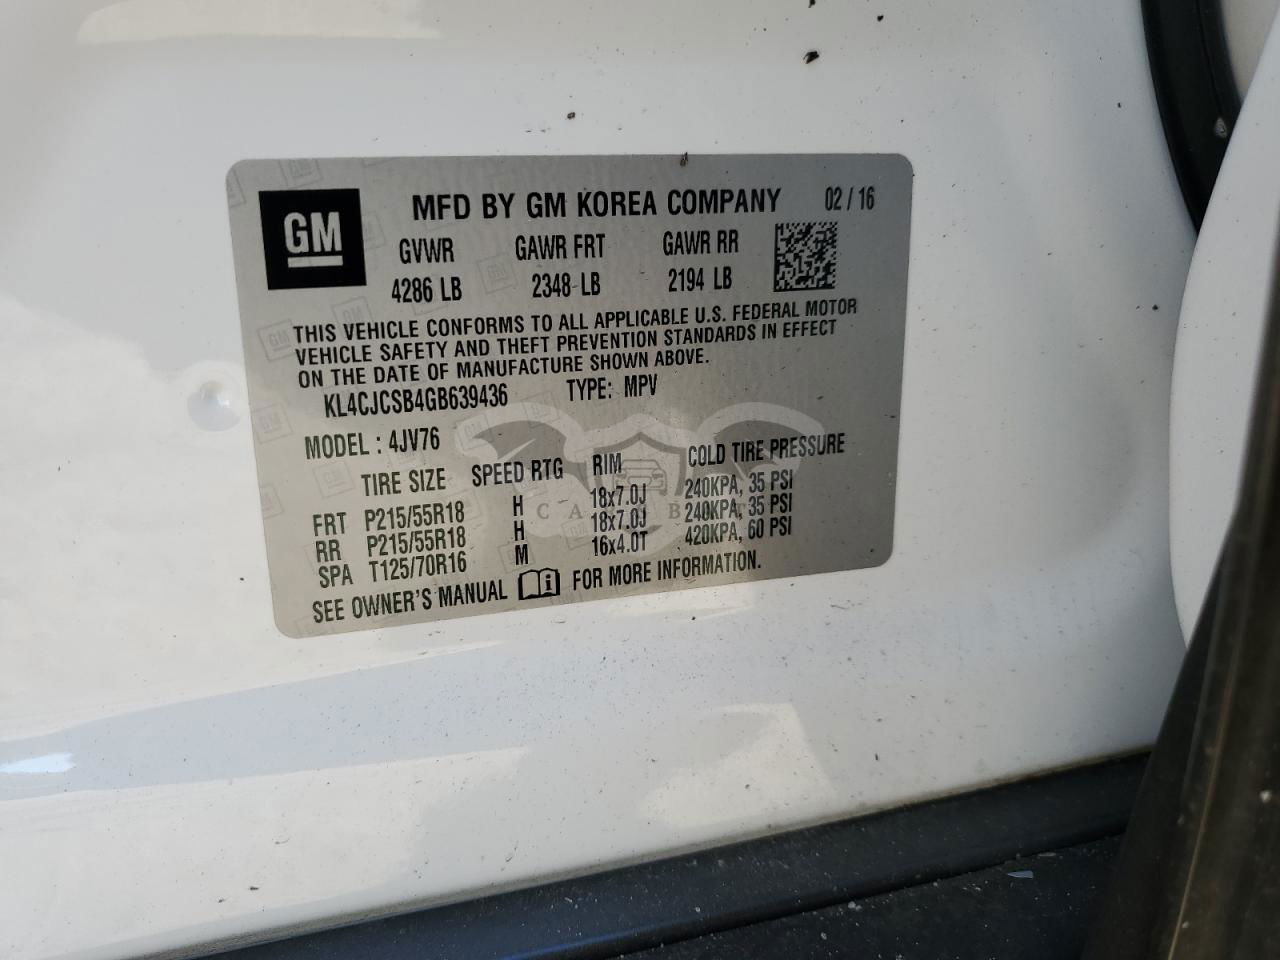 GM
MFD BY GM KOREA COMPANY 02 / 16
GVWR GAWR FRT GAWR RR
4286 LB 2348 LB 2194 LB
THIS VEHICLE CONFORMS TO ALL APPLICABLE U.S. FEDERAL MOTOR
VEHICLE SAFETY AND THEFT PREVENTION STANDARDS IN EFFECT
ON THE DATE OF MANUFACTURE SHOWN ABOVE.
KL4CJCSB4GB639436 TYPE: MPV
MODEL : 4JV76
TIRE SIZE SPEED RTG RIM COLD TIRE PRESSURE
FRT P215/55R18 H 18x7.0J 240KPA, 35 PSI
RR P215/55R18 H 18x7.0J 240KPA, 35 PSI
SPA T125/70R16 M 16x4.0T 420KPA, 60 PSI
SEE OWNER'S MANUAL FOR MORE INFORMATION.